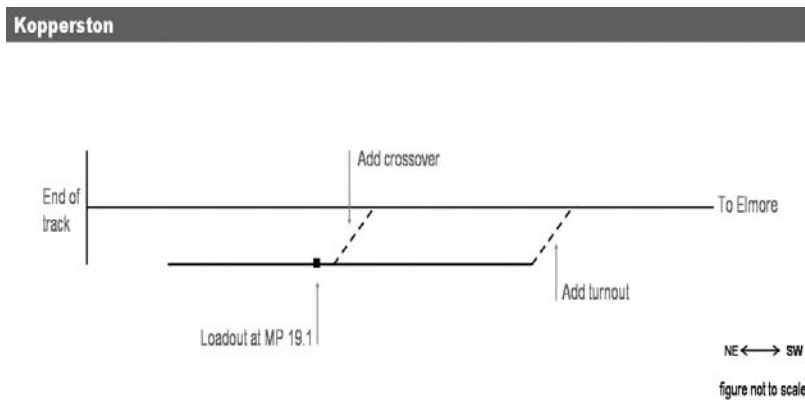 Kopperston
Add crossover
End of
track
To Elmore
Add turnout
Loadout at MP 19.1
NE SW
figure not to scale